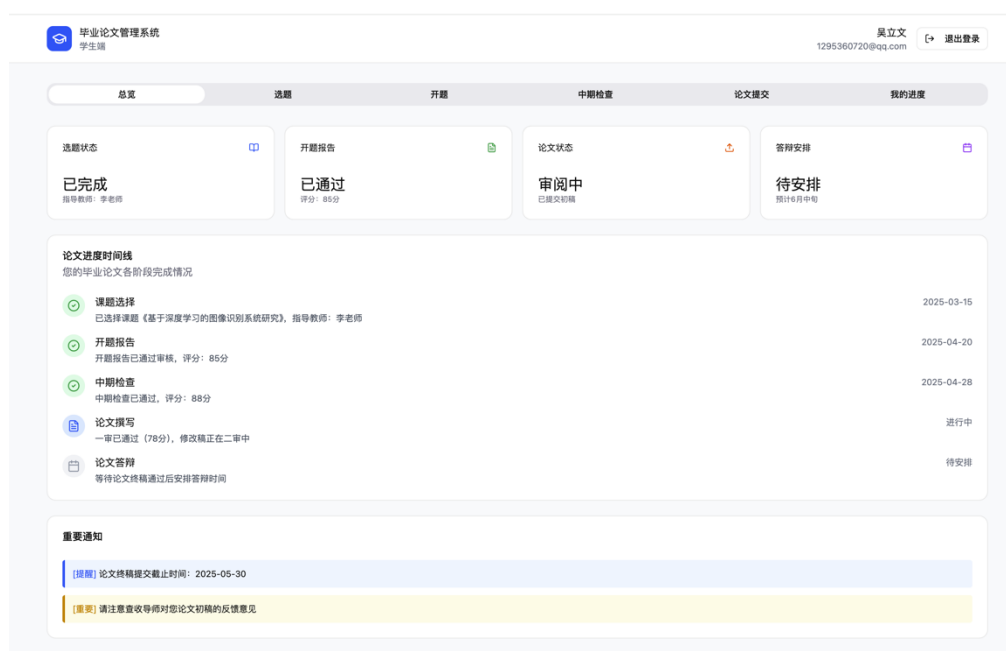 毕业论文管理系统
学生端
吴立文
1295360720@qq.com
退出登录
总览 选题 开题 中期检查 论文提交 我的进度
选题状态
已完成
指导教师：李老师
开题报告
已通过
评分：85分
论文状态
审阅中
已提交初稿
答辩安排
待安排
预计6月中旬
论文进度时间线
您的毕业论文各阶段完成情况
课题选择 2025-03-15
已选择课题《基于深度学习的图像识别系统研究》，指导教师：李老师
开题报告 2025-04-20
开题报告已通过审核，评分：85分
中期检查 2025-04-28
中期检查已通过，评分：88分
论文撰写 进行中
一审已通过（78分），修改稿正在二审中
论文答辩 待安排
等待论文终稿通过后安排答辩时间
重要通知
[提醒] 论文终稿提交截止时间：2025-05-30
[重要] 请注意查收导师对您论文初稿的反馈意见